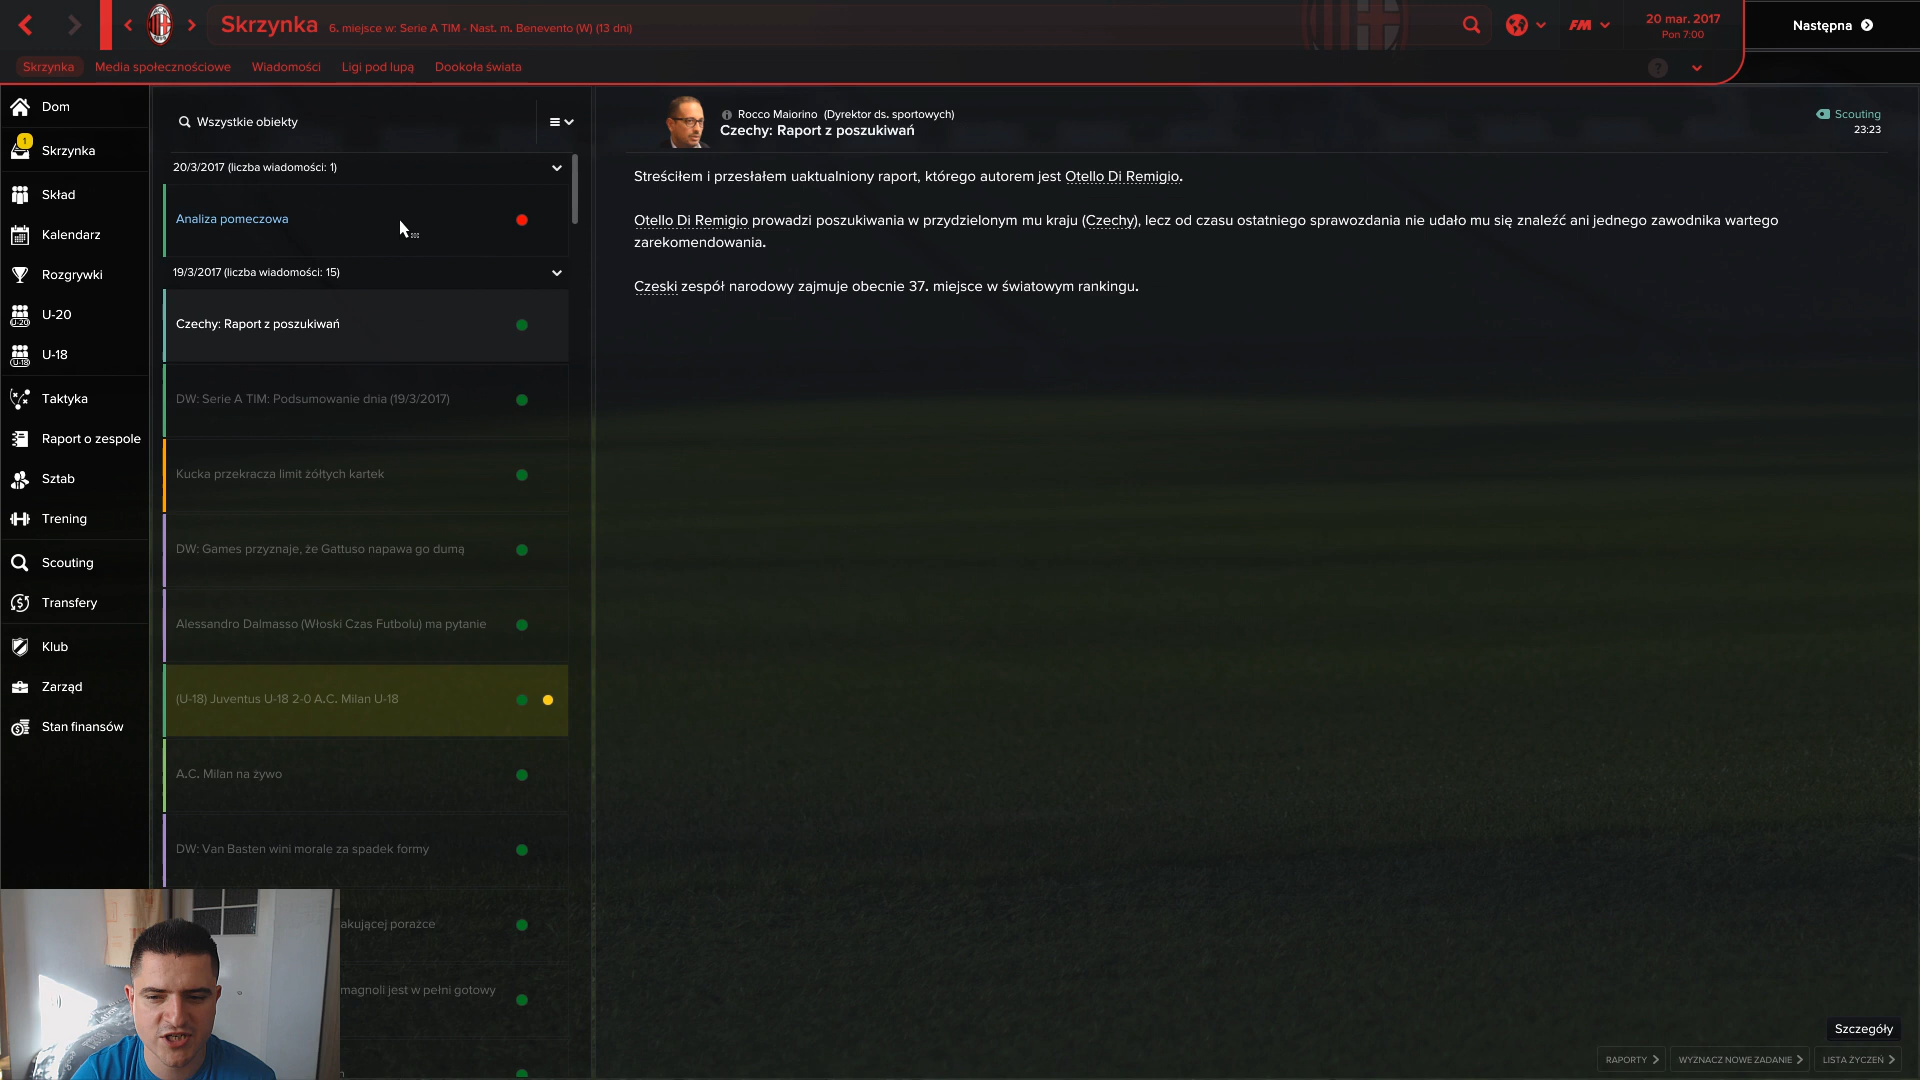 Skrzynka
6. miejsce w: Serie A TIM - Nast. m. Benevento (W) (13 dni)
FM
20 mar. 2017
Pon 7:00
Następna
Skrzynka
Media społecznościowe
Wiadomości
Ligi pod lupą
Dookoła świata
?
Dom
1
Skrzynka
Skład
Kalendarz
Rozgrywki
U-20
U-20
U-18
U-18
Taktyka
Raport o zespole
Sztab
Trening
Scouting
Transfery
Klub
Zarząd
Stan finansów
Wszystkie obiekty
20/3/2017 (liczba wiadomości: 1)
Analiza pomeczowa
19/3/2017 (liczba wiadomości: 15)
Czechy: Raport z poszukiwań
DW: Serie A TIM: Podsumowanie dnia (19/3/2017)
Kucka przekracza limit żółtych kartek
DW: Games przyznaje, że Gattuso napawa go dumą
Alessandro Dalmasso (Włoski Czas Futbolu) ma pytanie
(U-18) Juventus U-18 2-0 A.C. Milan U-18
A.C. Milan na żywo
DW: Van Basten wini morale za spadek formy
akującej porażce
magnoli jest w pełni gotowy
Rocco Maiorino (Dyrektor ds. sportowych)
Czechy: Raport z poszukiwań
Scouting
23:23
Streściłem i przesłałem uaktualniony raport, którego autorem jest Otello Di Remigio.
Otello Di Remigio prowadzi poszukiwania w przydzielonym mu kraju (Czechy), lecz od czasu ostatniego sprawozdania nie udało mu się znaleźć ani jednego zawodnika wartego
zarekomendowania.
Czeski zespół narodowy zajmuje obecnie 37. miejsce w światowym rankingu.
Szczegóły
RAPORTY
WYZNACZ NOWE ZADANIE
LISTA ŻYCZEŃ